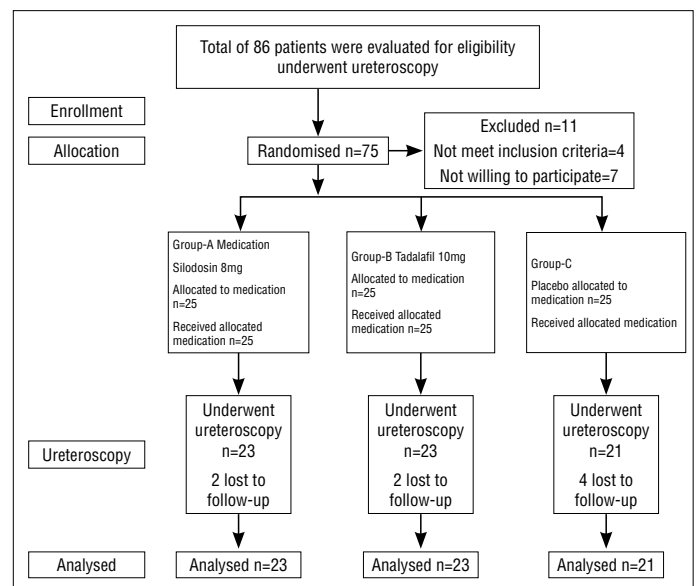 Total of 86 patients were evaluated for eligibility
underwent ureteroscopy
Enrollment
Excluded n=11
Not meet inclusion criteria=4
Not willing to participate=7
Allocation
Randomised n=75
Group-A Medication
Silodosin 8mg
Allocated to medication
n=25
Received allocated
medication n=25
Group-B Tadalafil 10mg
Allocated to medication
n=25
Received allocated
medication n=25
Group-C
Placebo allocated to
medication n=25
Received allocated medication
Ureteroscopy
Underwent
ureteroscopy
n=23
2 lost to
follow-up
Underwent
ureteroscopy
n=23
2 lost to
follow-up
Underwent
ureteroscopy
n=21
4 lost to
follow-up
Analysed
Analysed n=23
Analysed n=23
Analysed n=21